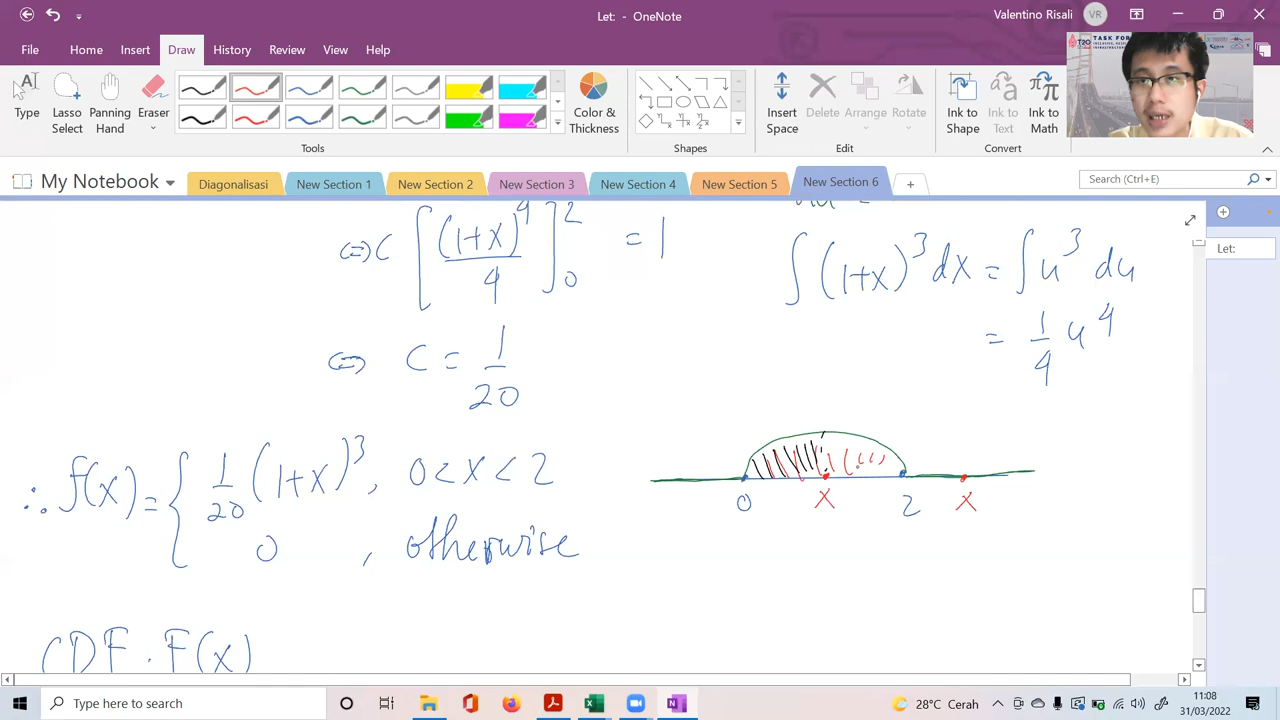 Let: - OneNote
Valentino Risali
VR
File Home Insert Draw History Review View Help
Type
Lasso Select
Panning Hand
Eraser
Color & Thickness
Insert Space
Delete
Arrange
Rotate
Ink to Shape
Ink to Text
Ink to Math
Tools
Shapes
Edit
Convert
My Notebook
Diagonalisasi
New Section 1
New Section 2
New Section 3
New Section 4
New Section 5
New Section 6
Search (Ctrl+E)
Let:
⇔ C [(1+x)^4 / 4]_0^2 = 1
∫ (1+x)^3 dx = ∫ u^3 du
= 1/4 u^4
⇔ C = 1/20
∴ f(x) = { 1/20 (1+x)^3, 0 < x < 2
0 , otherwise
0 x 2 x
CDF. F(x)
Type here to search
28°C Cerah
11:08
31/03/2022